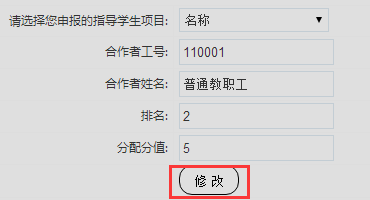 请选择您申报的指导学生项目: 名称
合作者工号: 110001
合作者姓名: 普通教职工
排名: 2
分配分值: 5
修 改